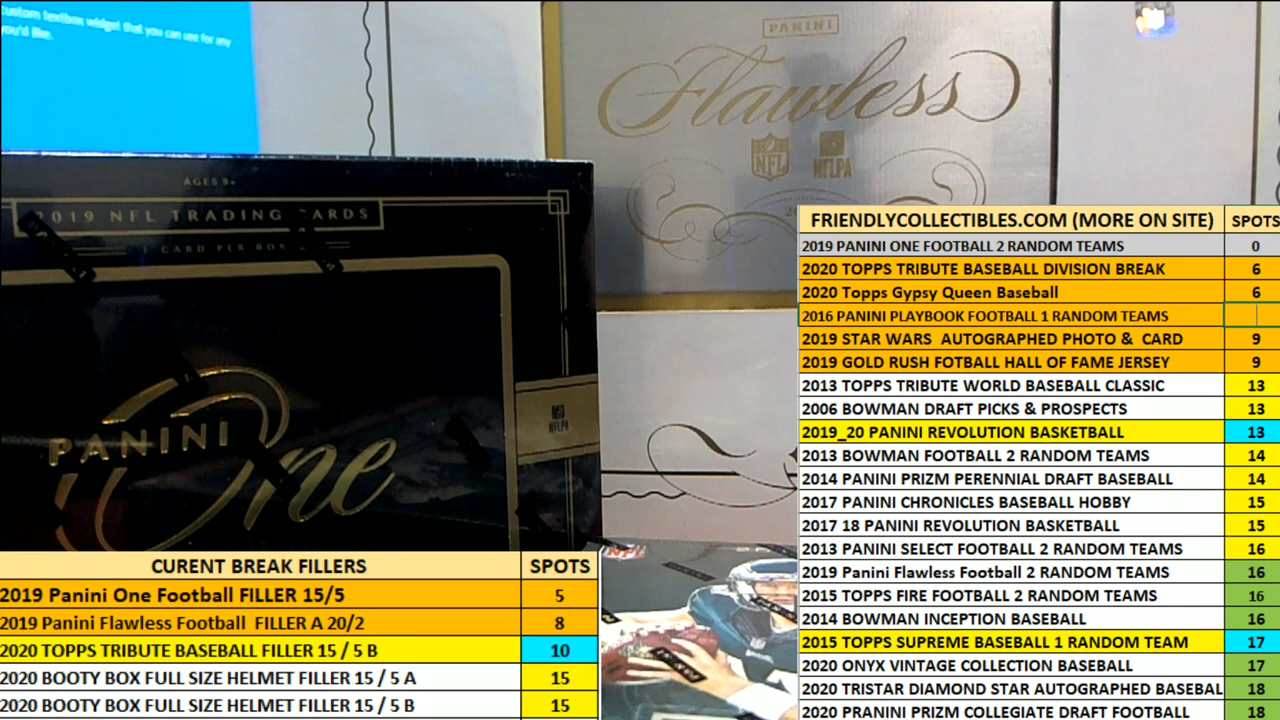 custom textbox widget that you can see for any
you'd like.
PANINI
Flawless
NFL
NFLPA
AGES 9+
2019 NFL TRADING CARDS
1 CARD PER BOX
PANINI
One
NFLPA
NFL
FRIENDLYCOLLECTIBLES.COM (MORE ON SITE) SPOTS
2019 PANINI ONE FOOTBALL 2 RANDOM TEAMS 0
2020 TOPPS TRIBUTE BASEBALL DIVISION BREAK 6
2020 Topps Gypsy Queen Baseball 6
2016 PANINI PLAYBOOK FOOTBALL 1 RANDOM TEAMS
2019 STAR WARS AUTOGRAPHED PHOTO & CARD 9
2019 GOLD RUSH FOTBALL HALL OF FAME JERSEY 9
2013 TOPPS TRIBUTE WORLD BASEBALL CLASSIC 13
2006 BOWMAN DRAFT PICKS & PROSPECTS 13
2019_20 PANINI REVOLUTION BASKETBALL 13
2013 BOWMAN FOOTBALL 2 RANDOM TEAMS 14
2014 PANINI PRIZM PERENNIAL DRAFT BASEBALL 14
2017 PANINI CHRONICLES BASEBALL HOBBY 15
2017 18 PANINI REVOLUTION BASKETBALL 15
2013 PANINI SELECT FOOTBALL 2 RANDOM TEAMS 16
2019 Panini Flawless Football 2 RANDOM TEAMS 16
2015 TOPPS FIRE FOOTBALL 2 RANDOM TEAMS 16
2014 BOWMAN INCEPTION BASEBALL 16
2015 TOPPS SUPREME BASEBALL 1 RANDOM TEAM 17
2020 ONYX VINTAGE COLLECTION BASEBALL 17
2020 TRISTAR DIAMOND STAR AUTOGRAPHED BASEBAL 18
2020 PRANINI PRIZM COLLEGIATE DRAFT FOOTBALL 18
CURENT BREAK FILLERS SPOTS
2019 Panini One Football FILLER 15/5 5
2019 Panini Flawless Football FILLER A 20/2 8
2020 TOPPS TRIBUTE BASEBALL FILLER 15 / 5 B 10
2020 BOOTY BOX FULL SIZE HELMET FILLER 15 / 5 A 15
2020 BOOTY BOX FULL SIZE HELMET FILLER 15 / 5 B 15